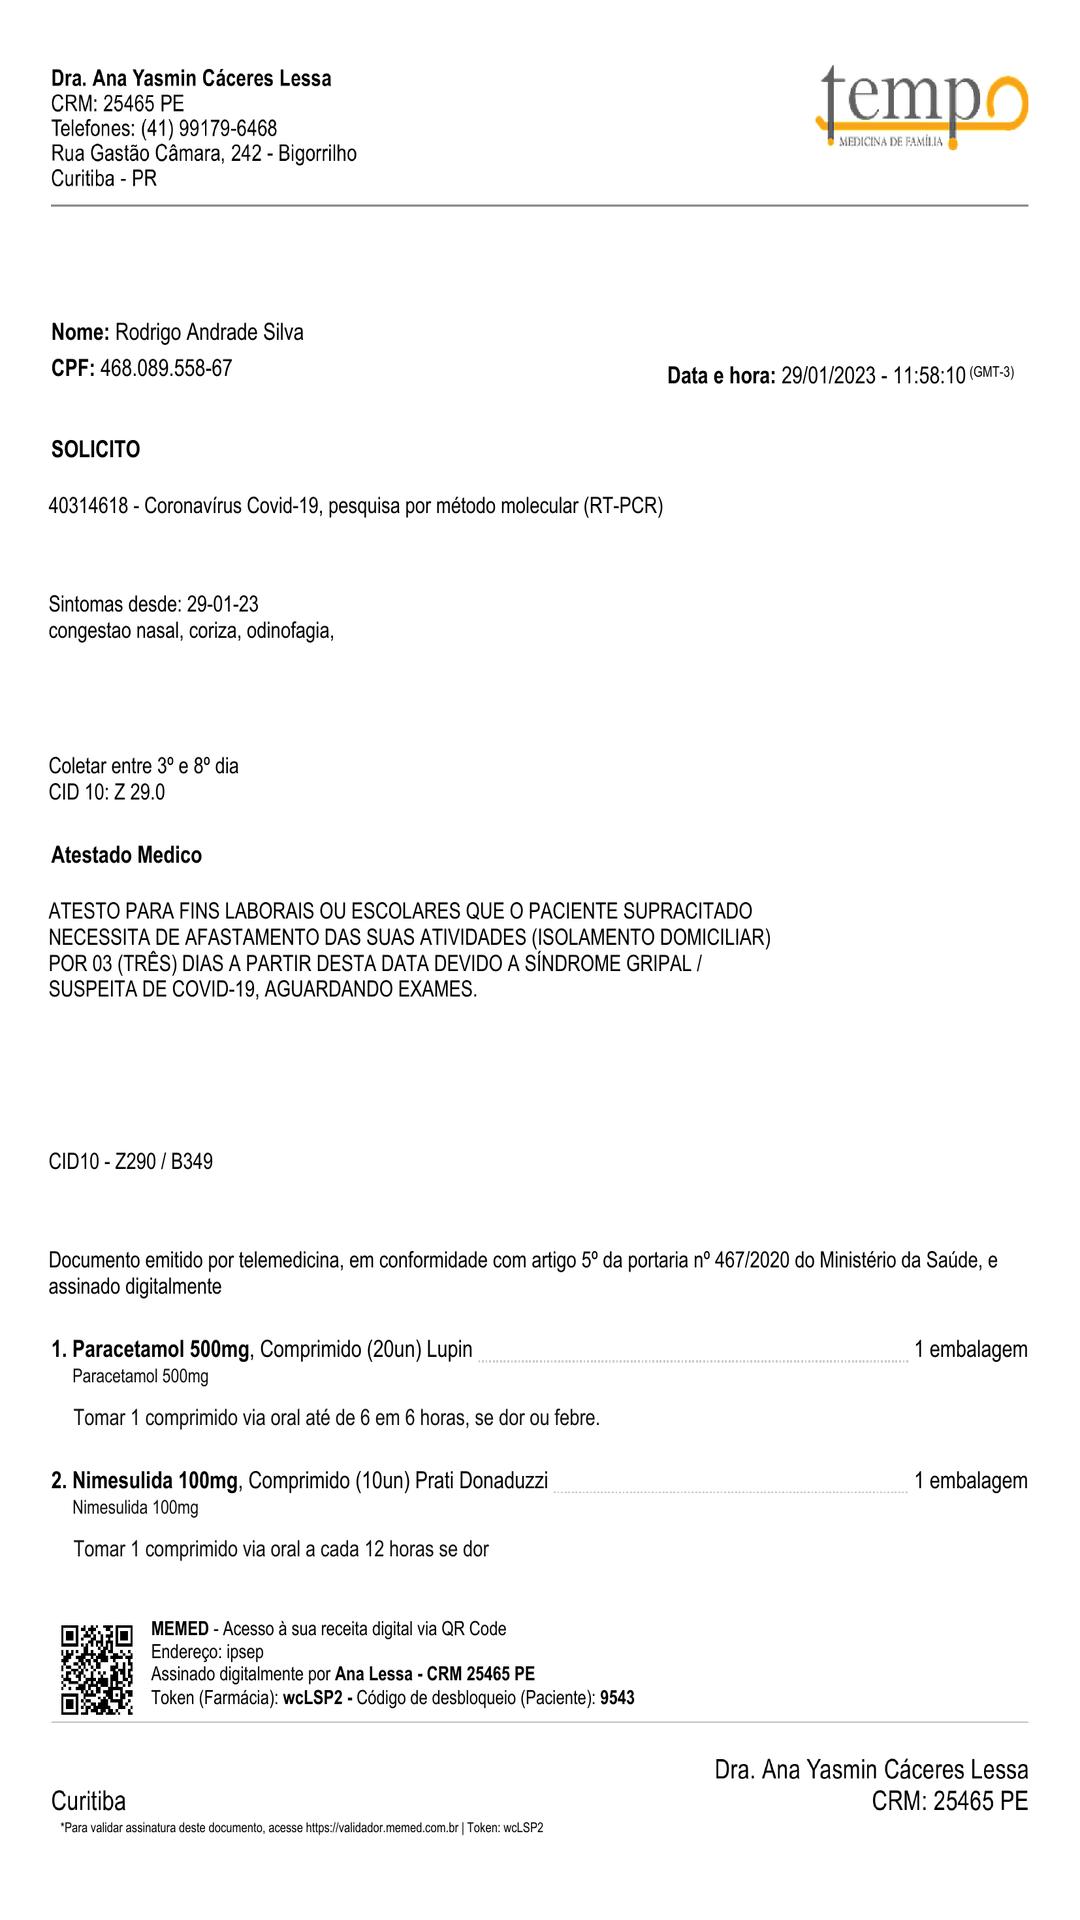 Dra. Ana Yasmin Cáceres Lessa
CRM: 25465 PE
Telefones: (41) 99179-6468
Rua Gastão Câmara, 242 - Bigorrilho
Curitiba - PR
tempo
MEDICINA DE FAMÍLIA
Nome: Rodrigo Andrade Silva
CPF: 468.089.558-67
Data e hora: 29/01/2023 - 11:58:10 (GMT-3)
SOLICITO
40314618 - Coronavírus Covid-19, pesquisa por método molecular (RT-PCR)
Sintomas desde: 29-01-23
congestao nasal, coriza, odinofagia,
Coletar entre 3º e 8º dia
CID 10: Z 29.0
Atestado Medico
ATESTO PARA FINS LABORAIS OU ESCOLARES QUE O PACIENTE SUPRACITADO
NECESSITA DE AFASTAMENTO DAS SUAS ATIVIDADES (ISOLAMENTO DOMICILIAR)
POR 03 (TRÊS) DIAS A PARTIR DESTA DATA DEVIDO A SÍNDROME GRIPAL /
SUSPEITA DE COVID-19, AGUARDANDO EXAMES.
CID10 - Z290 / B349
Documento emitido por telemedicina, em conformidade com artigo 5º da portaria nº 467/2020 do Ministério da Saúde, e
assinado digitalmente
1. Paracetamol 500mg, Comprimido (20un) Lupin 1 embalagem
Paracetamol 500mg
Tomar 1 comprimido via oral até de 6 em 6 horas, se dor ou febre.
2. Nimesulida 100mg, Comprimido (10un) Prati Donaduzzi 1 embalagem
Nimesulida 100mg
Tomar 1 comprimido via oral a cada 12 horas se dor
MEMED - Acesso à sua receita digital via QR Code
Endereço: ipsep
Assinado digitalmente por Ana Lessa - CRM 25465 PE
Token (Farmácia): wcLSP2 - Código de desbloqueio (Paciente): 9543
Dra. Ana Yasmin Cáceres Lessa
Curitiba CRM: 25465 PE
*Para validar assinatura deste documento, acesse https://validador.memed.com.br | Token: wcLSP2